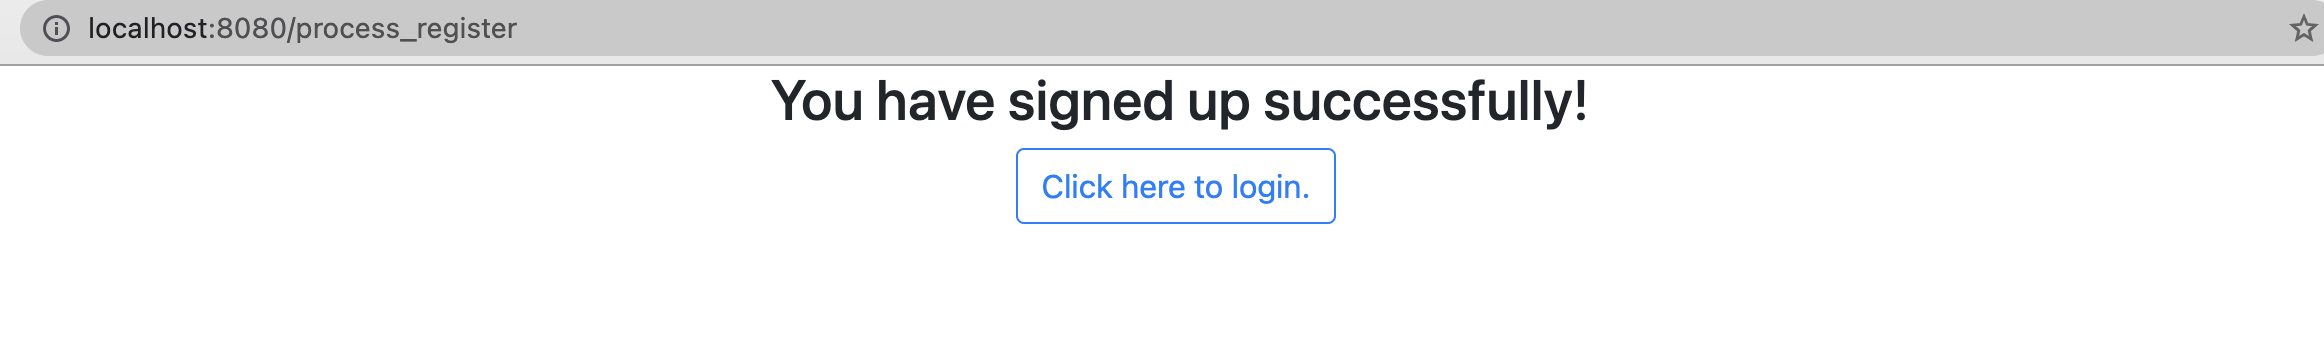 localhost:8080/process_register
You have signed up successfully!
Click here to login.